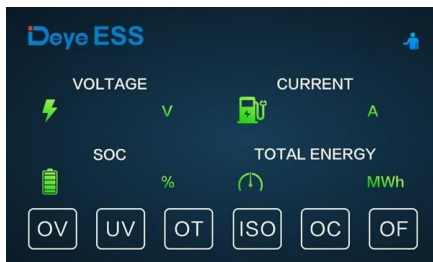 Deye ESS
VOLTAGE CURRENT
V A
SOC TOTAL ENERGY
% MWh
OV UV OT ISO OC OF